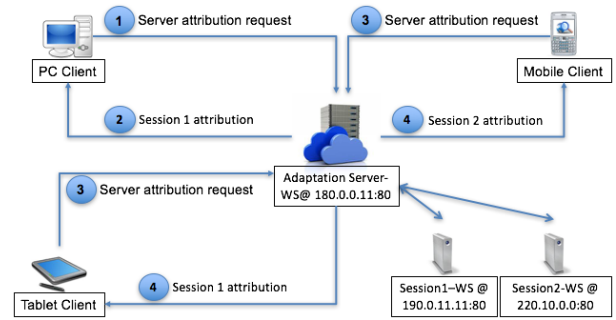 1 Server attribution request
3 Server attribution request
PC Client
Mobile Client
2 Session 1 attribution
4 Session 2 attribution
Adaptation Server-
WS@ 180.0.0.11:80
3 Server attribution request
Tablet Client
4 Session 1 attribution
Session1–WS @
190.0.11.11:80
Session2-WS @
220.10.0.0:80